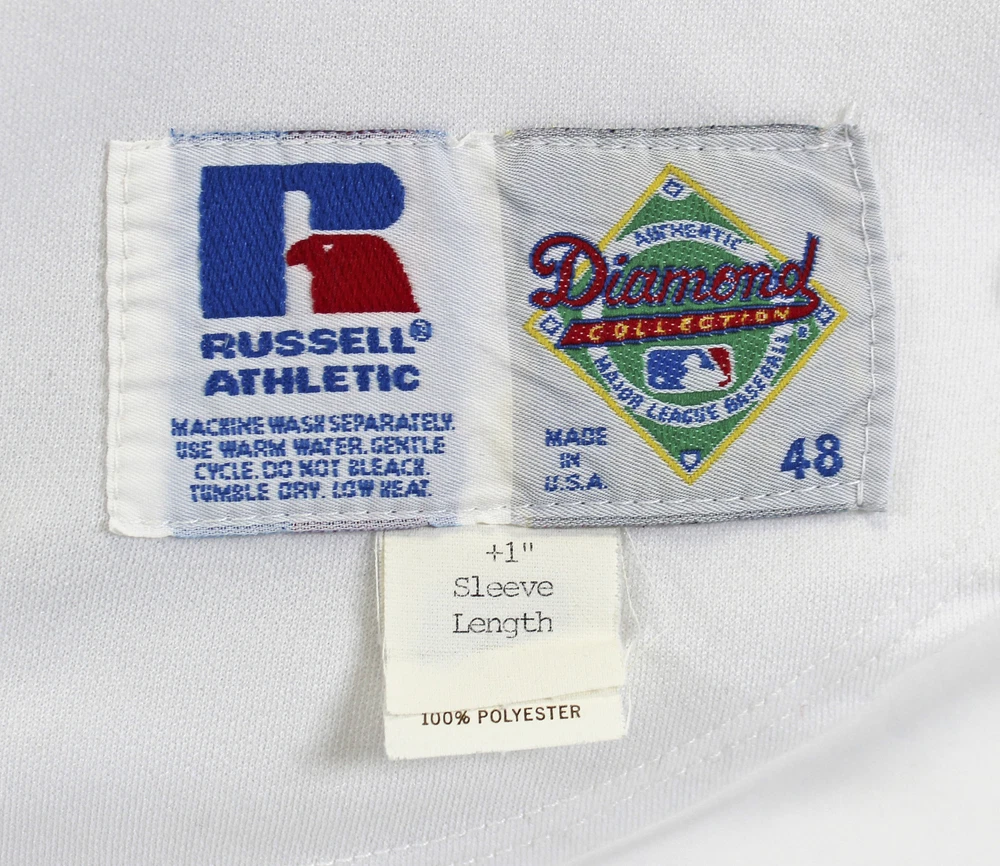 RUSSELL®
ATHLETIC
MACHINE WASH SEPARATELY.
USE WARM WATER. GENTLE
CYCLE. DO NOT BLEACH.
TUMBLE DRY. LOW HEAT.
AUTHENTIC
Diamond
COLLECTION
MAJOR LEAGUE BASEBALL®
MADE
IN
U.S.A.
48
+1"
Sleeve
Length
100% POLYESTER